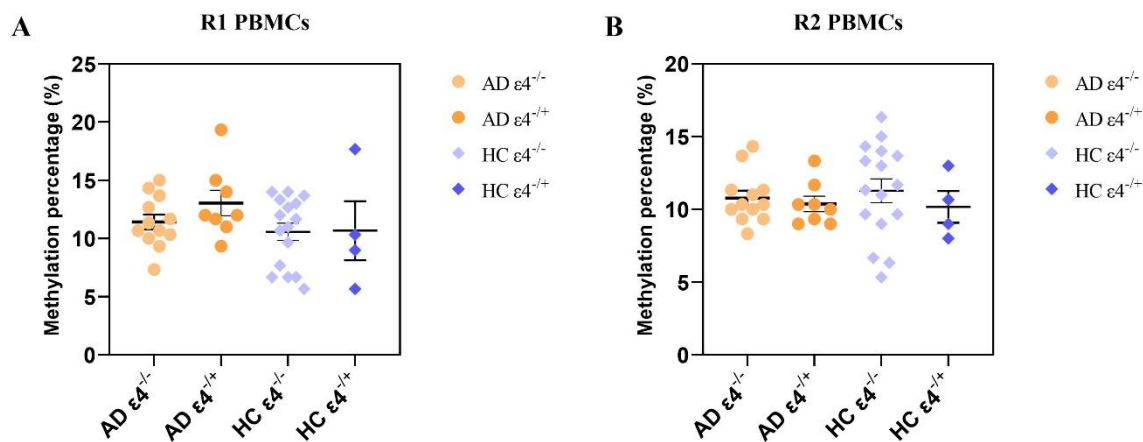 A
R1 PBMCs
Methylation percentage (%)
25
20
15
10
5
0
AD ε4-/-
AD ε4-/+
HC ε4-/-
HC ε4-/+
AD ε4-/-
AD ε4-/+
HC ε4-/-
HC ε4-/+
B
R2 PBMCs
Methylation percentage (%)
20
15
10
5
0
AD ε4-/-
AD ε4-/+
HC ε4-/-
HC ε4-/+
AD ε4-/-
AD ε4-/+
HC ε4-/-
HC ε4-/+